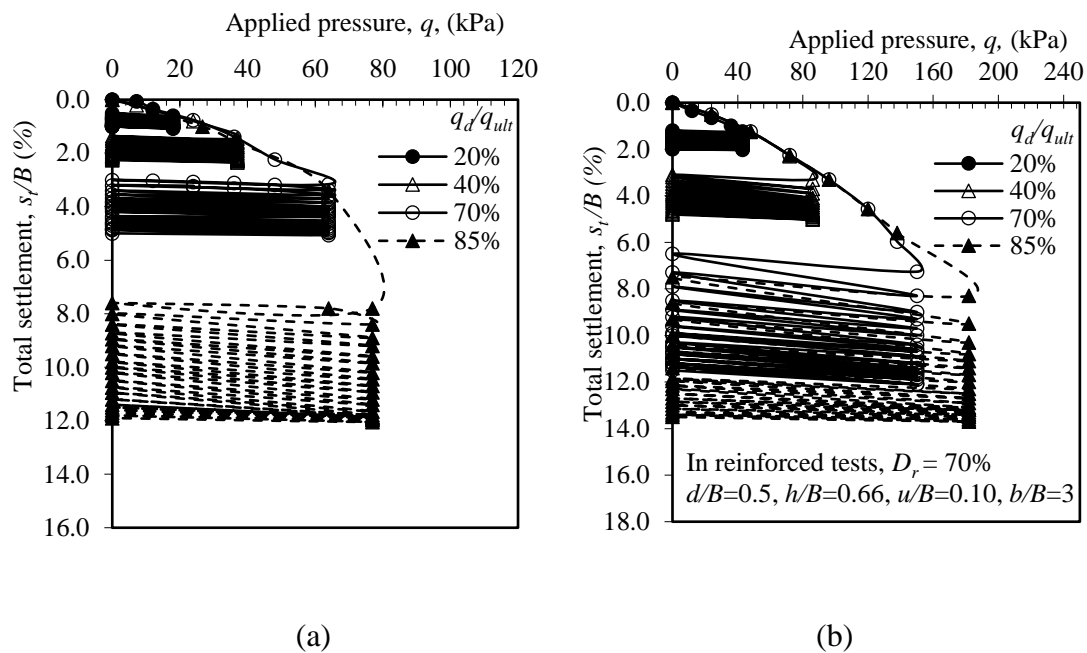 Applied pressure, q, (kPa)
0 20 40 60 80 100 120
0.0
2.0
4.0
6.0
8.0
10.0
12.0
14.0
16.0
Total settlement, st/B (%)
qd/qult
20%
40%
70%
85%
(a)
Applied pressure, q, (kPa)
0 40 80 120 160 200 240
0.0
2.0
4.0
6.0
8.0
10.0
12.0
14.0
16.0
18.0
Total settlement, st/B (%)
qd/qult
20%
40%
70%
85%
In reinforced tests, Dr = 70%
d/B=0.5, h/B=0.66, u/B=0.10, b/B=3
(b)